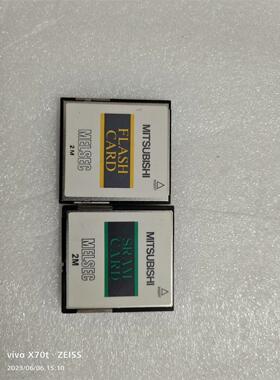 MITSUBISHI
FLASH
CARD
MELSEC
2M
MITSUBISHI
SRAM
CARD
MELSEC
2M
vivo X70t · ZEISS
2023/06/06 15:10